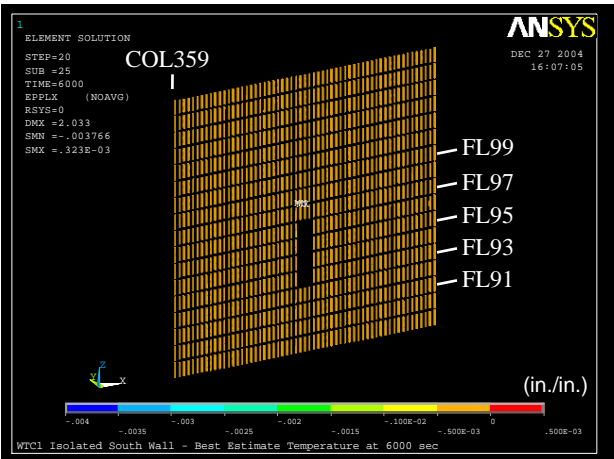 1
ELEMENT SOLUTION
STEP=20
SUB =25
TIME=6000
EPPLX (NOAVG)
RSYS=0
DMX =2.033
SMN =-.003766
SMX =.323E-03
ANSYS
DEC 27 2004
16:07:05
COL359
FL99
FL97
FL95
FL93
FL91
Z
Y X
(in./in.)
-.004 -.003 -.002 -.100E-02 0
-.0035 -.0025 -.0015 -.500E-03 .500E-03
WTC1 Isolated South Wall - Best Estimate Temperature at 6000 sec